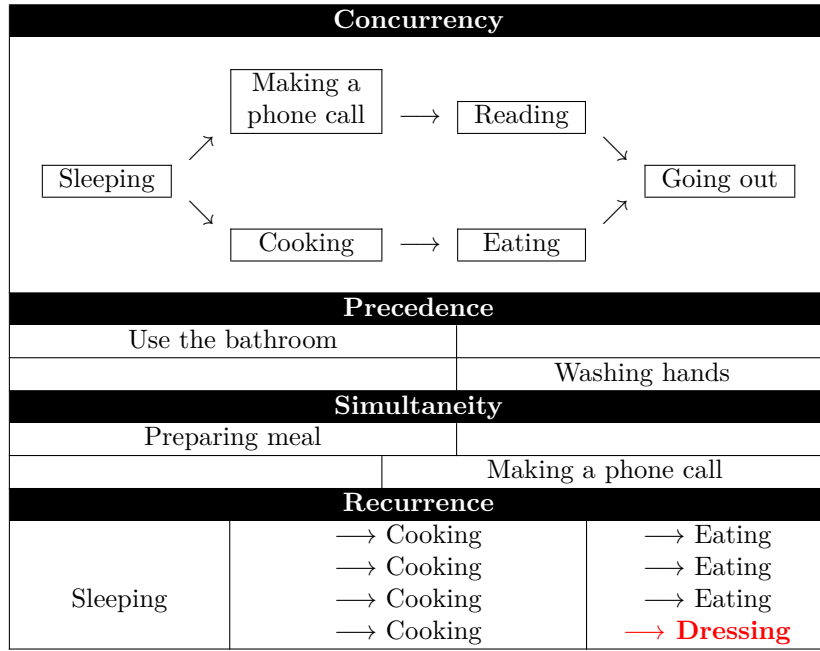 Concurrency
Making a
phone call
⟶
Reading
↗
↘
Sleeping
Going out
↘
↗
Cooking
⟶
Eating
Precedence
Use the bathroom
Washing hands
Simultaneity
Preparing meal
Making a phone call
Recurrence
⟶ Cooking ⟶ Eating
⟶ Cooking ⟶ Eating
Sleeping ⟶ Cooking ⟶ Eating
⟶ Cooking ⟶ Dressing